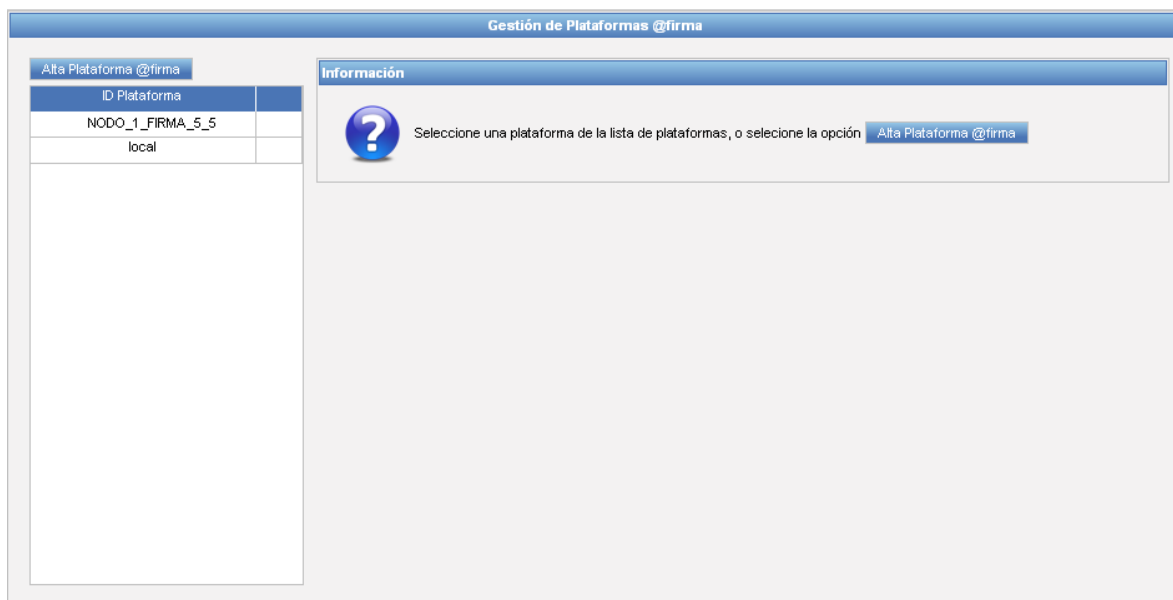 Gestión de Plataformas @firma
Alta Plataforma @firma
ID Plataforma
NODO_1_FIRMA_5_5
local
Información
Seleccione una plataforma de la lista de plataformas, o selecione la opción Alta Plataforma @firma